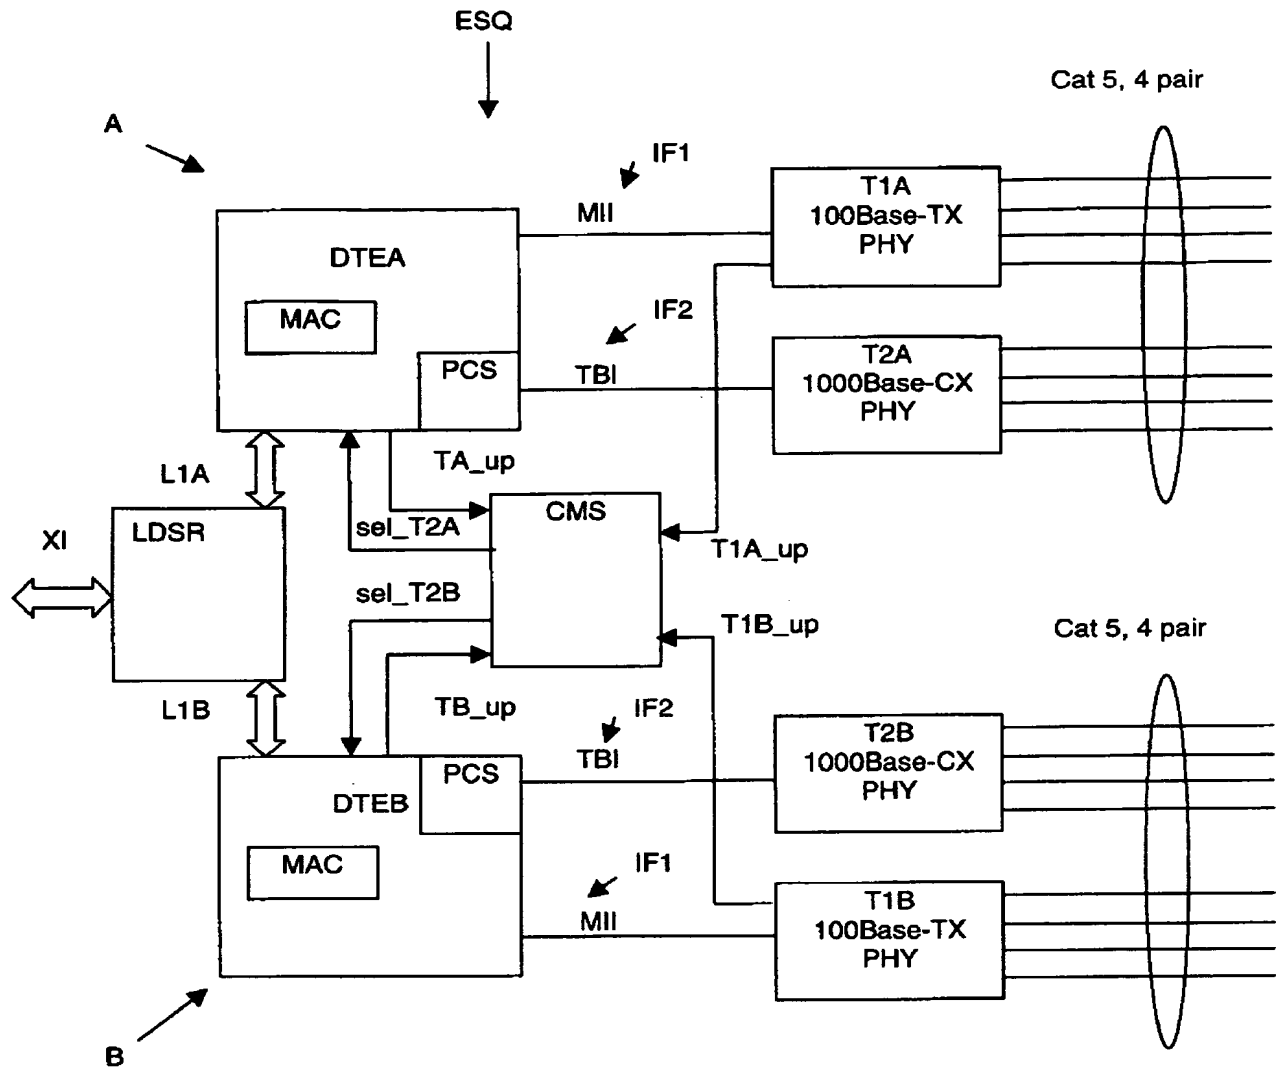 ESQ
Cat 5, 4 pair
A
IF1
T1A
100Base-TX
PHY
MII
DTEA
MAC
IF2
PCS
TBI
T2A
1000Base-CX
PHY
TA_up
L1A
CMS
sel_T2A
LDSR
XI
T1A_up
sel_T2B
T1B_up
Cat 5, 4 pair
L1B
TB_up
IF2
T2B
1000Base-CX
PHY
TBI
PCS
DTEB
MAC
IF1
MII
T1B
100Base-TX
PHY
B